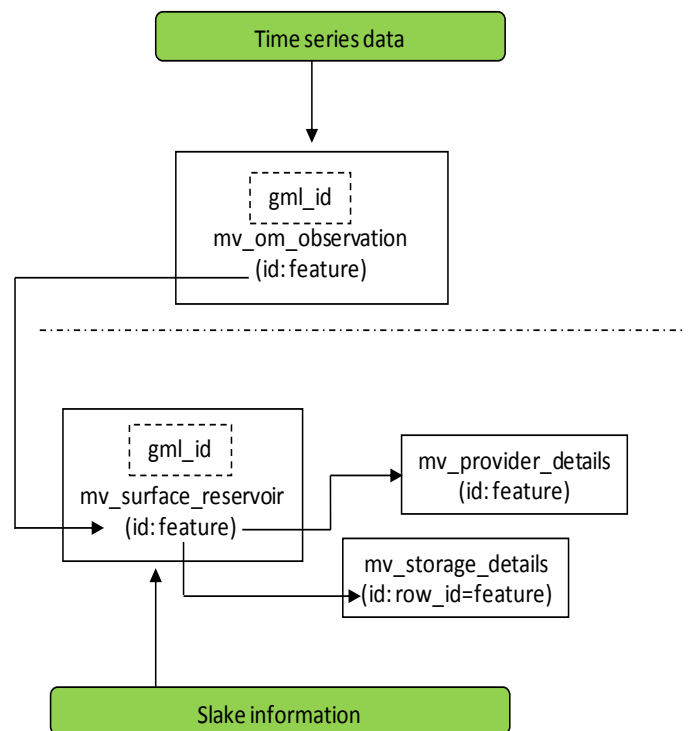 Time series data
gml_id
mv_om_observation
(id: feature)
gml_id
mv_surface_reservoir
(id: feature)
mv_provider_details
(id: feature)
mv_storage_details
(id: row_id=feature)
Slake information